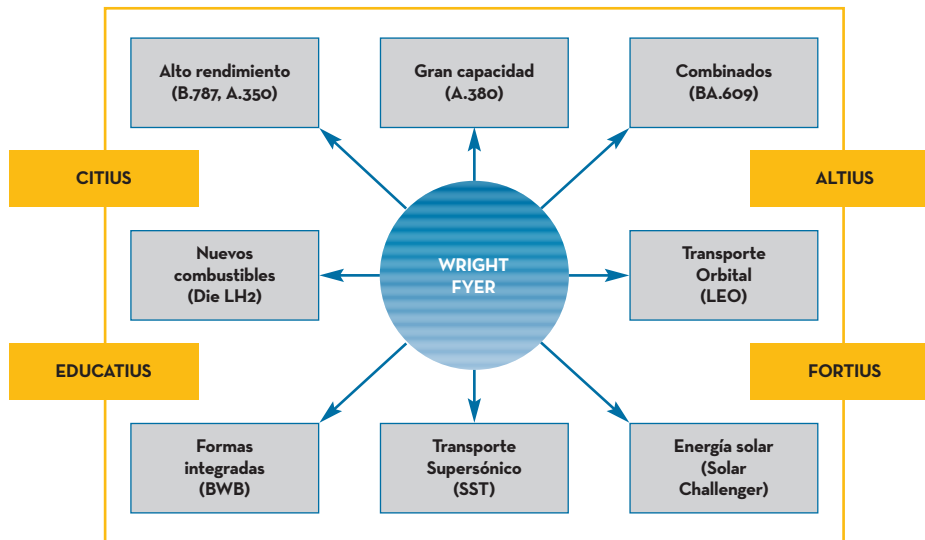 Alto rendimiento
(B.787, A.350)
Gran capacidad
(A.380)
Combinados
(BA.609)
CITIUS
ALTIUS
Nuevos
combustibles
(Die LH2)
WRIGHT
FYER
Transporte
Orbital
(LEO)
EDUCATIUS
FORTIUS
Formas
integradas
(BWB)
Transporte
Supersónico
(SST)
Energía solar
(Solar
Challenger)